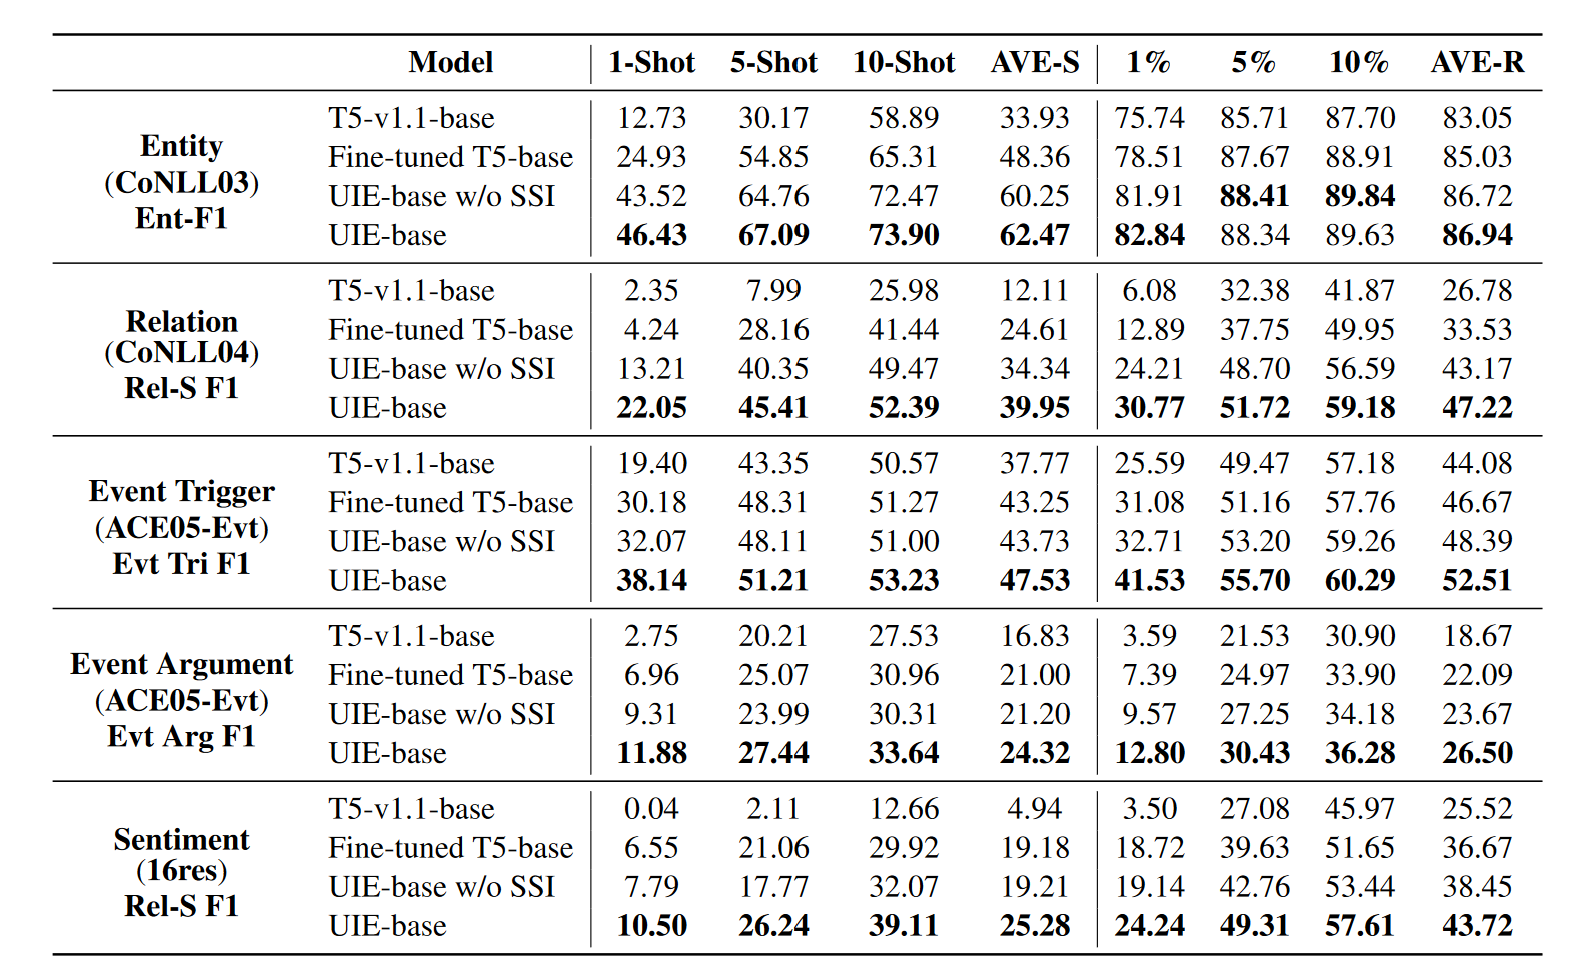 Model 1-Shot 5-Shot 10-Shot AVE-S 1% 5% 10% AVE-R
Entity
(CoNLL03)
Ent-F1
T5-v1.1-base 12.73 30.17 58.89 33.93 75.74 85.71 87.70 83.05
Fine-tuned T5-base 24.93 54.85 65.31 48.36 78.51 87.67 88.91 85.03
UIE-base w/o SSI 43.52 64.76 72.47 60.25 81.91 88.41 89.84 86.72
UIE-base 46.43 67.09 73.90 62.47 82.84 88.34 89.63 86.94
Relation
(CoNLL04)
Rel-S F1
T5-v1.1-base 2.35 7.99 25.98 12.11 6.08 32.38 41.87 26.78
Fine-tuned T5-base 4.24 28.16 41.44 24.61 12.89 37.75 49.95 33.53
UIE-base w/o SSI 13.21 40.35 49.47 34.34 24.21 48.70 56.59 43.17
UIE-base 22.05 45.41 52.39 39.95 30.77 51.72 59.18 47.22
Event Trigger
(ACE05-Evt)
Evt Tri F1
T5-v1.1-base 19.40 43.35 50.57 37.77 25.59 49.47 57.18 44.08
Fine-tuned T5-base 30.18 48.31 51.27 43.25 31.08 51.16 57.76 46.67
UIE-base w/o SSI 32.07 48.11 51.00 43.73 32.71 53.20 59.26 48.39
UIE-base 38.14 51.21 53.23 47.53 41.53 55.70 60.29 52.51
Event Argument
(ACE05-Evt)
Evt Arg F1
T5-v1.1-base 2.75 20.21 27.53 16.83 3.59 21.53 30.90 18.67
Fine-tuned T5-base 6.96 25.07 30.96 21.00 7.39 24.97 33.90 22.09
UIE-base w/o SSI 9.31 23.99 30.31 21.20 9.57 27.25 34.18 23.67
UIE-base 11.88 27.44 33.64 24.32 12.80 30.43 36.28 26.50
Sentiment
(16res)
Rel-S F1
T5-v1.1-base 0.04 2.11 12.66 4.94 3.50 27.08 45.97 25.52
Fine-tuned T5-base 6.55 21.06 29.92 19.18 18.72 39.63 51.65 36.67
UIE-base w/o SSI 7.79 17.77 32.07 19.21 19.14 42.76 53.44 38.45
UIE-base 10.50 26.24 39.11 25.28 24.24 49.31 57.61 43.72